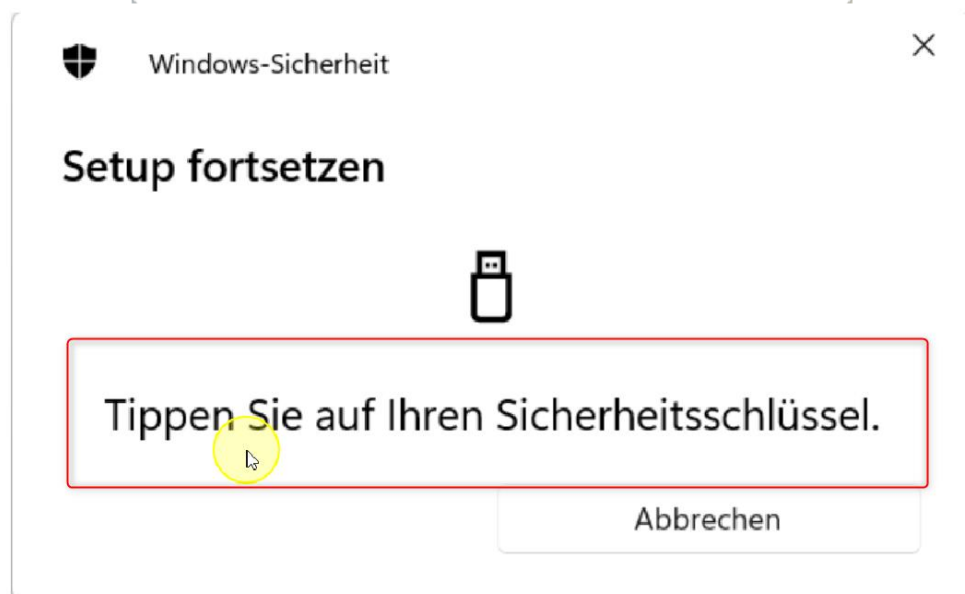 Windows-Sicherheit
Setup fortsetzen
Tippen Sie auf Ihren Sicherheitsschlüssel.
Abbrechen